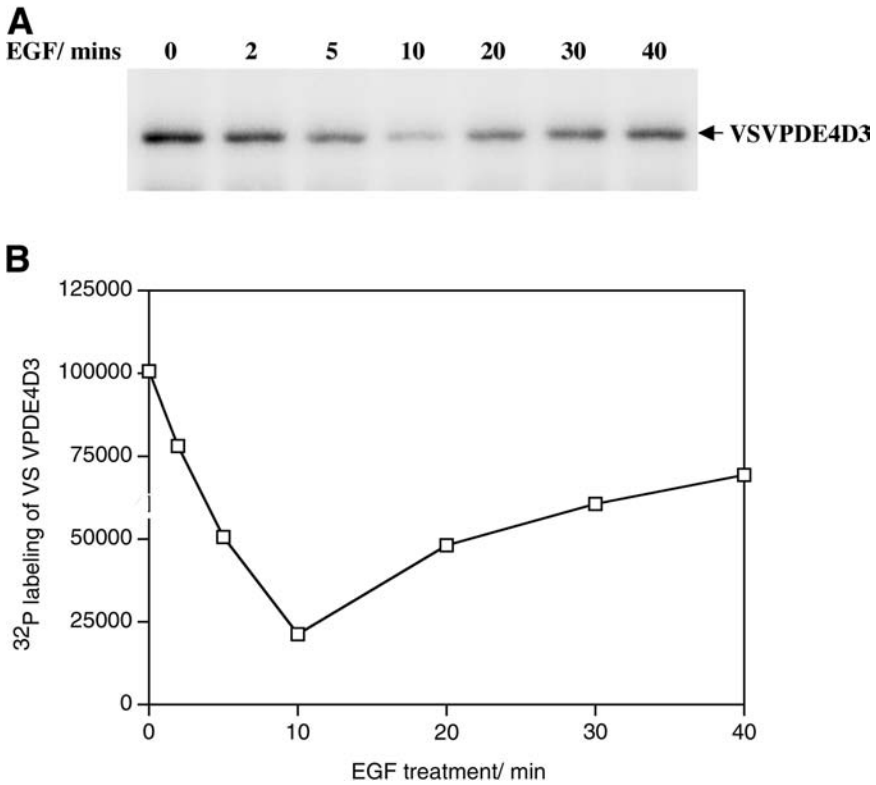 A
EGF/ mins 0 2 5 10 20 30 40
VSVPDE4D3
B
125000
100000
75000
50000
25000
0
32P labeling of VS VPDE4D3
0 10 20 30 40
EGF treatment/ min